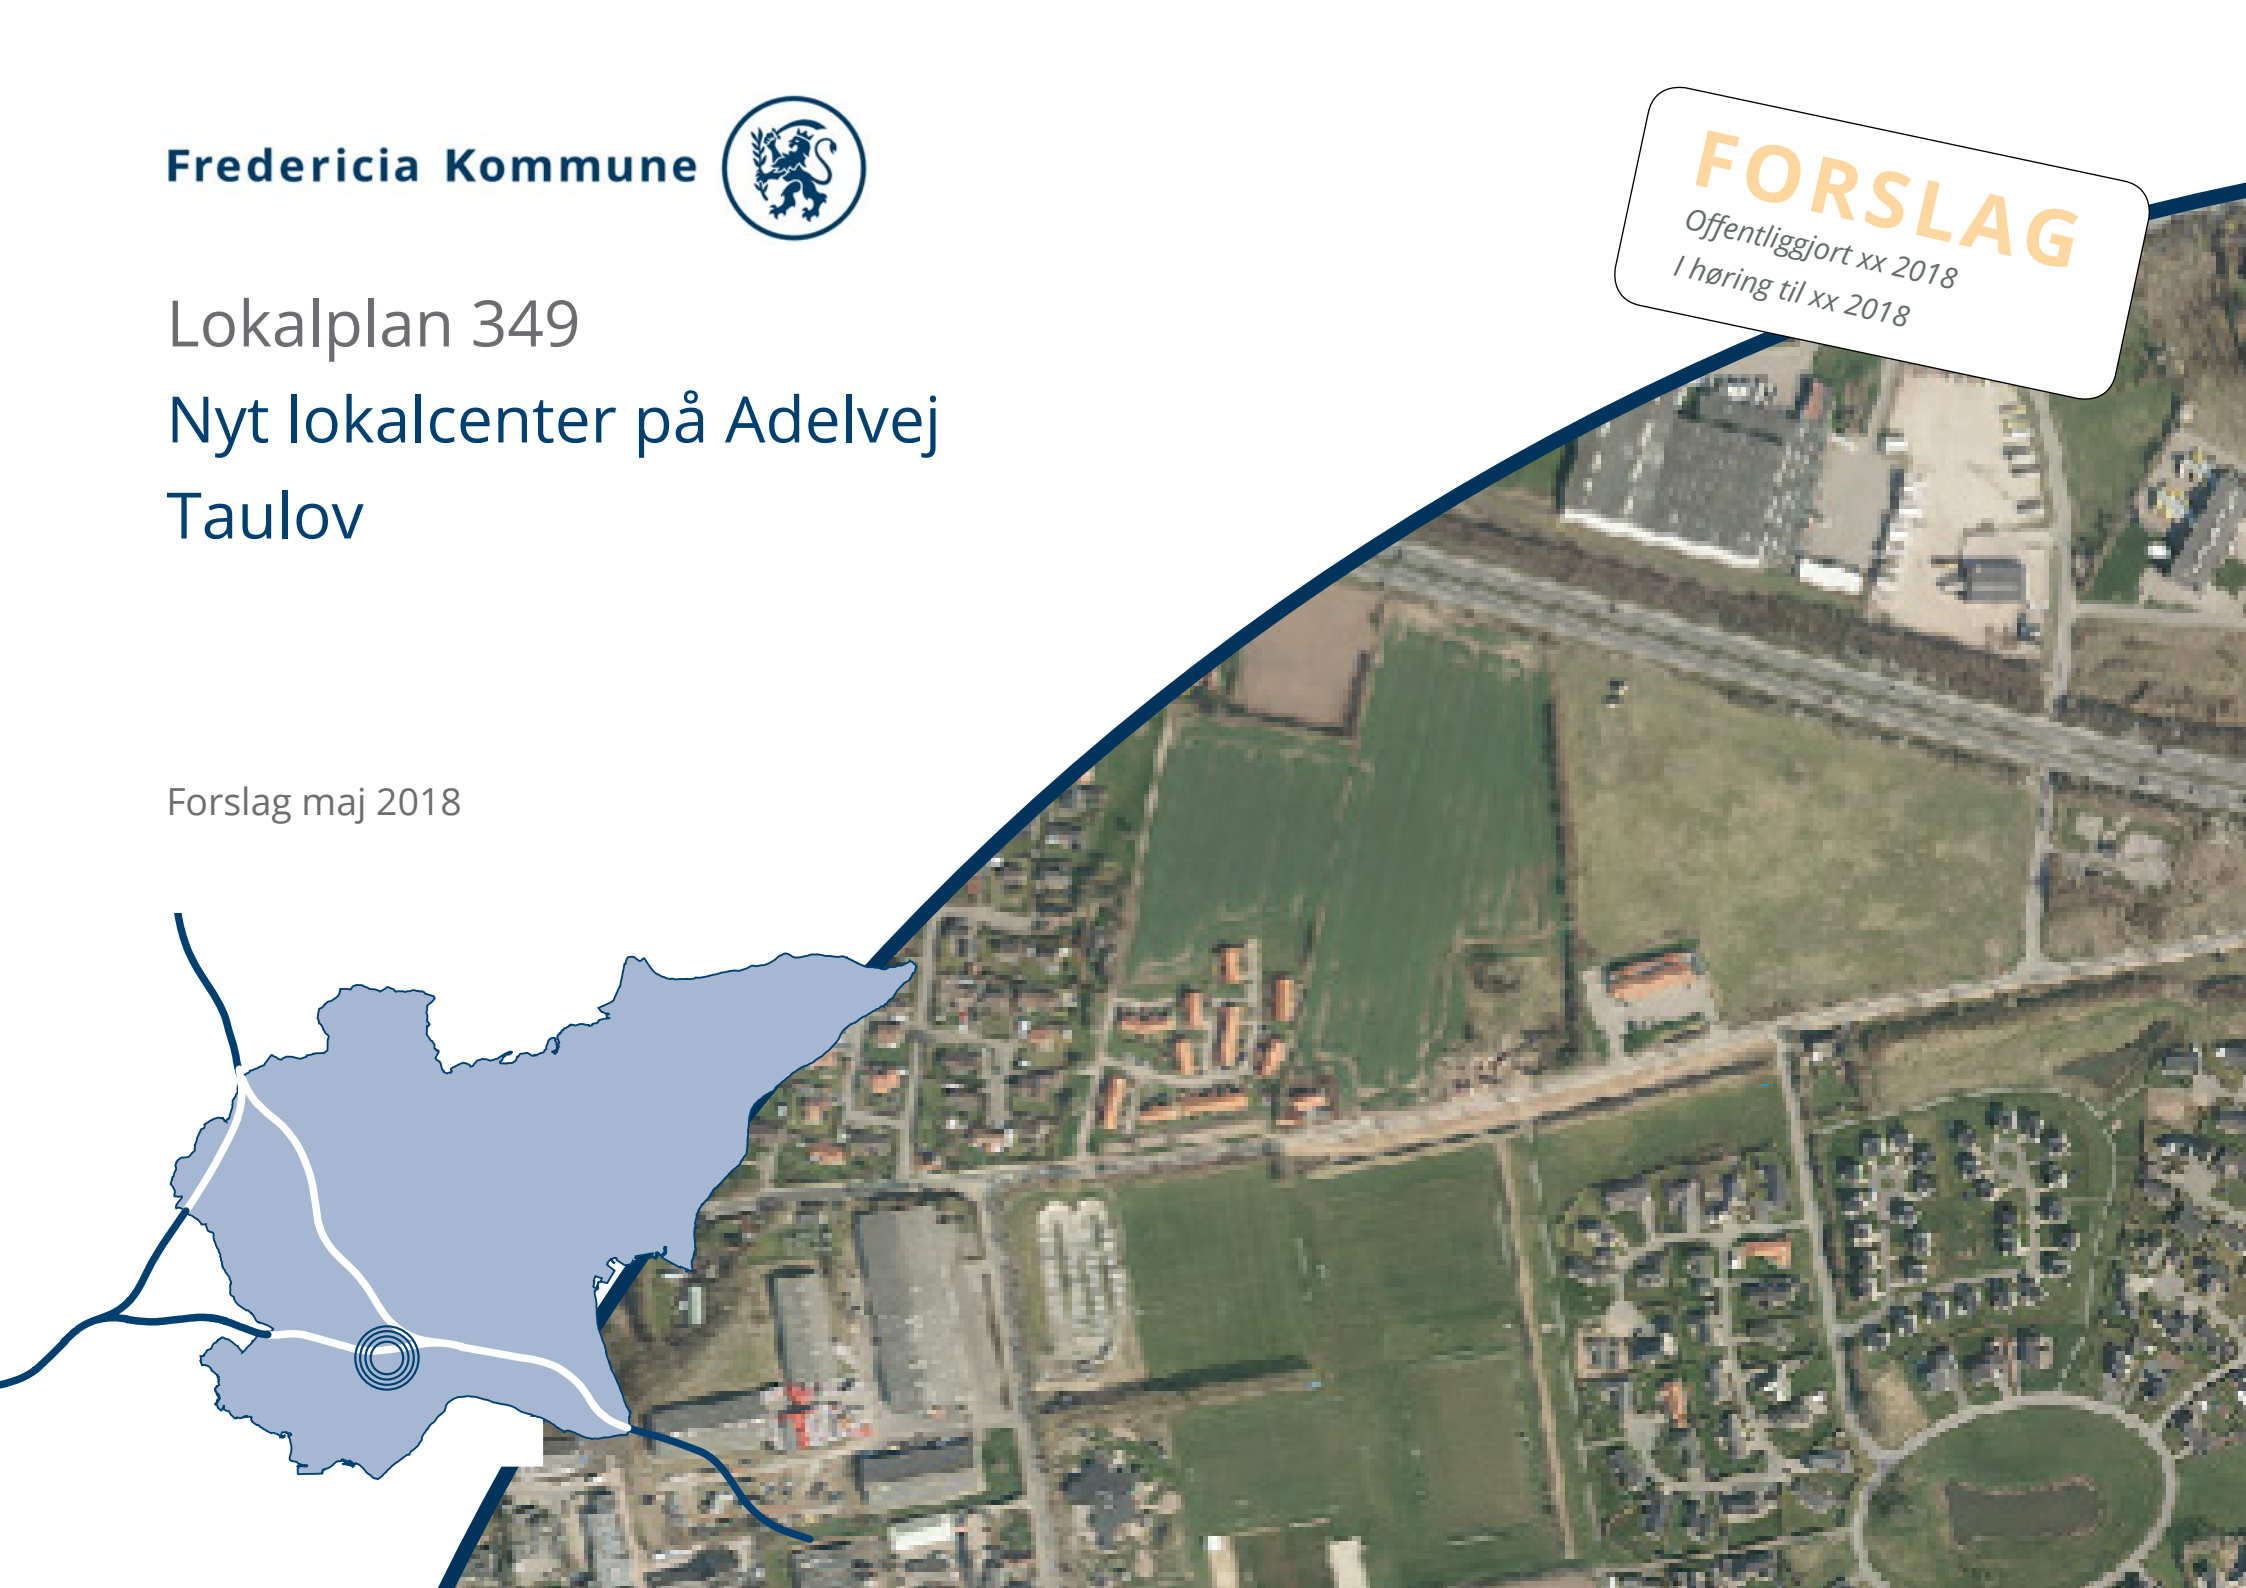 Fredericia Kommune
FORSLAG
Offentliggjort xx 2018
I høring til xx 2018
Lokalplan 349
Nyt lokalcenter på Adelvej
Taulov
Forslag maj 2018